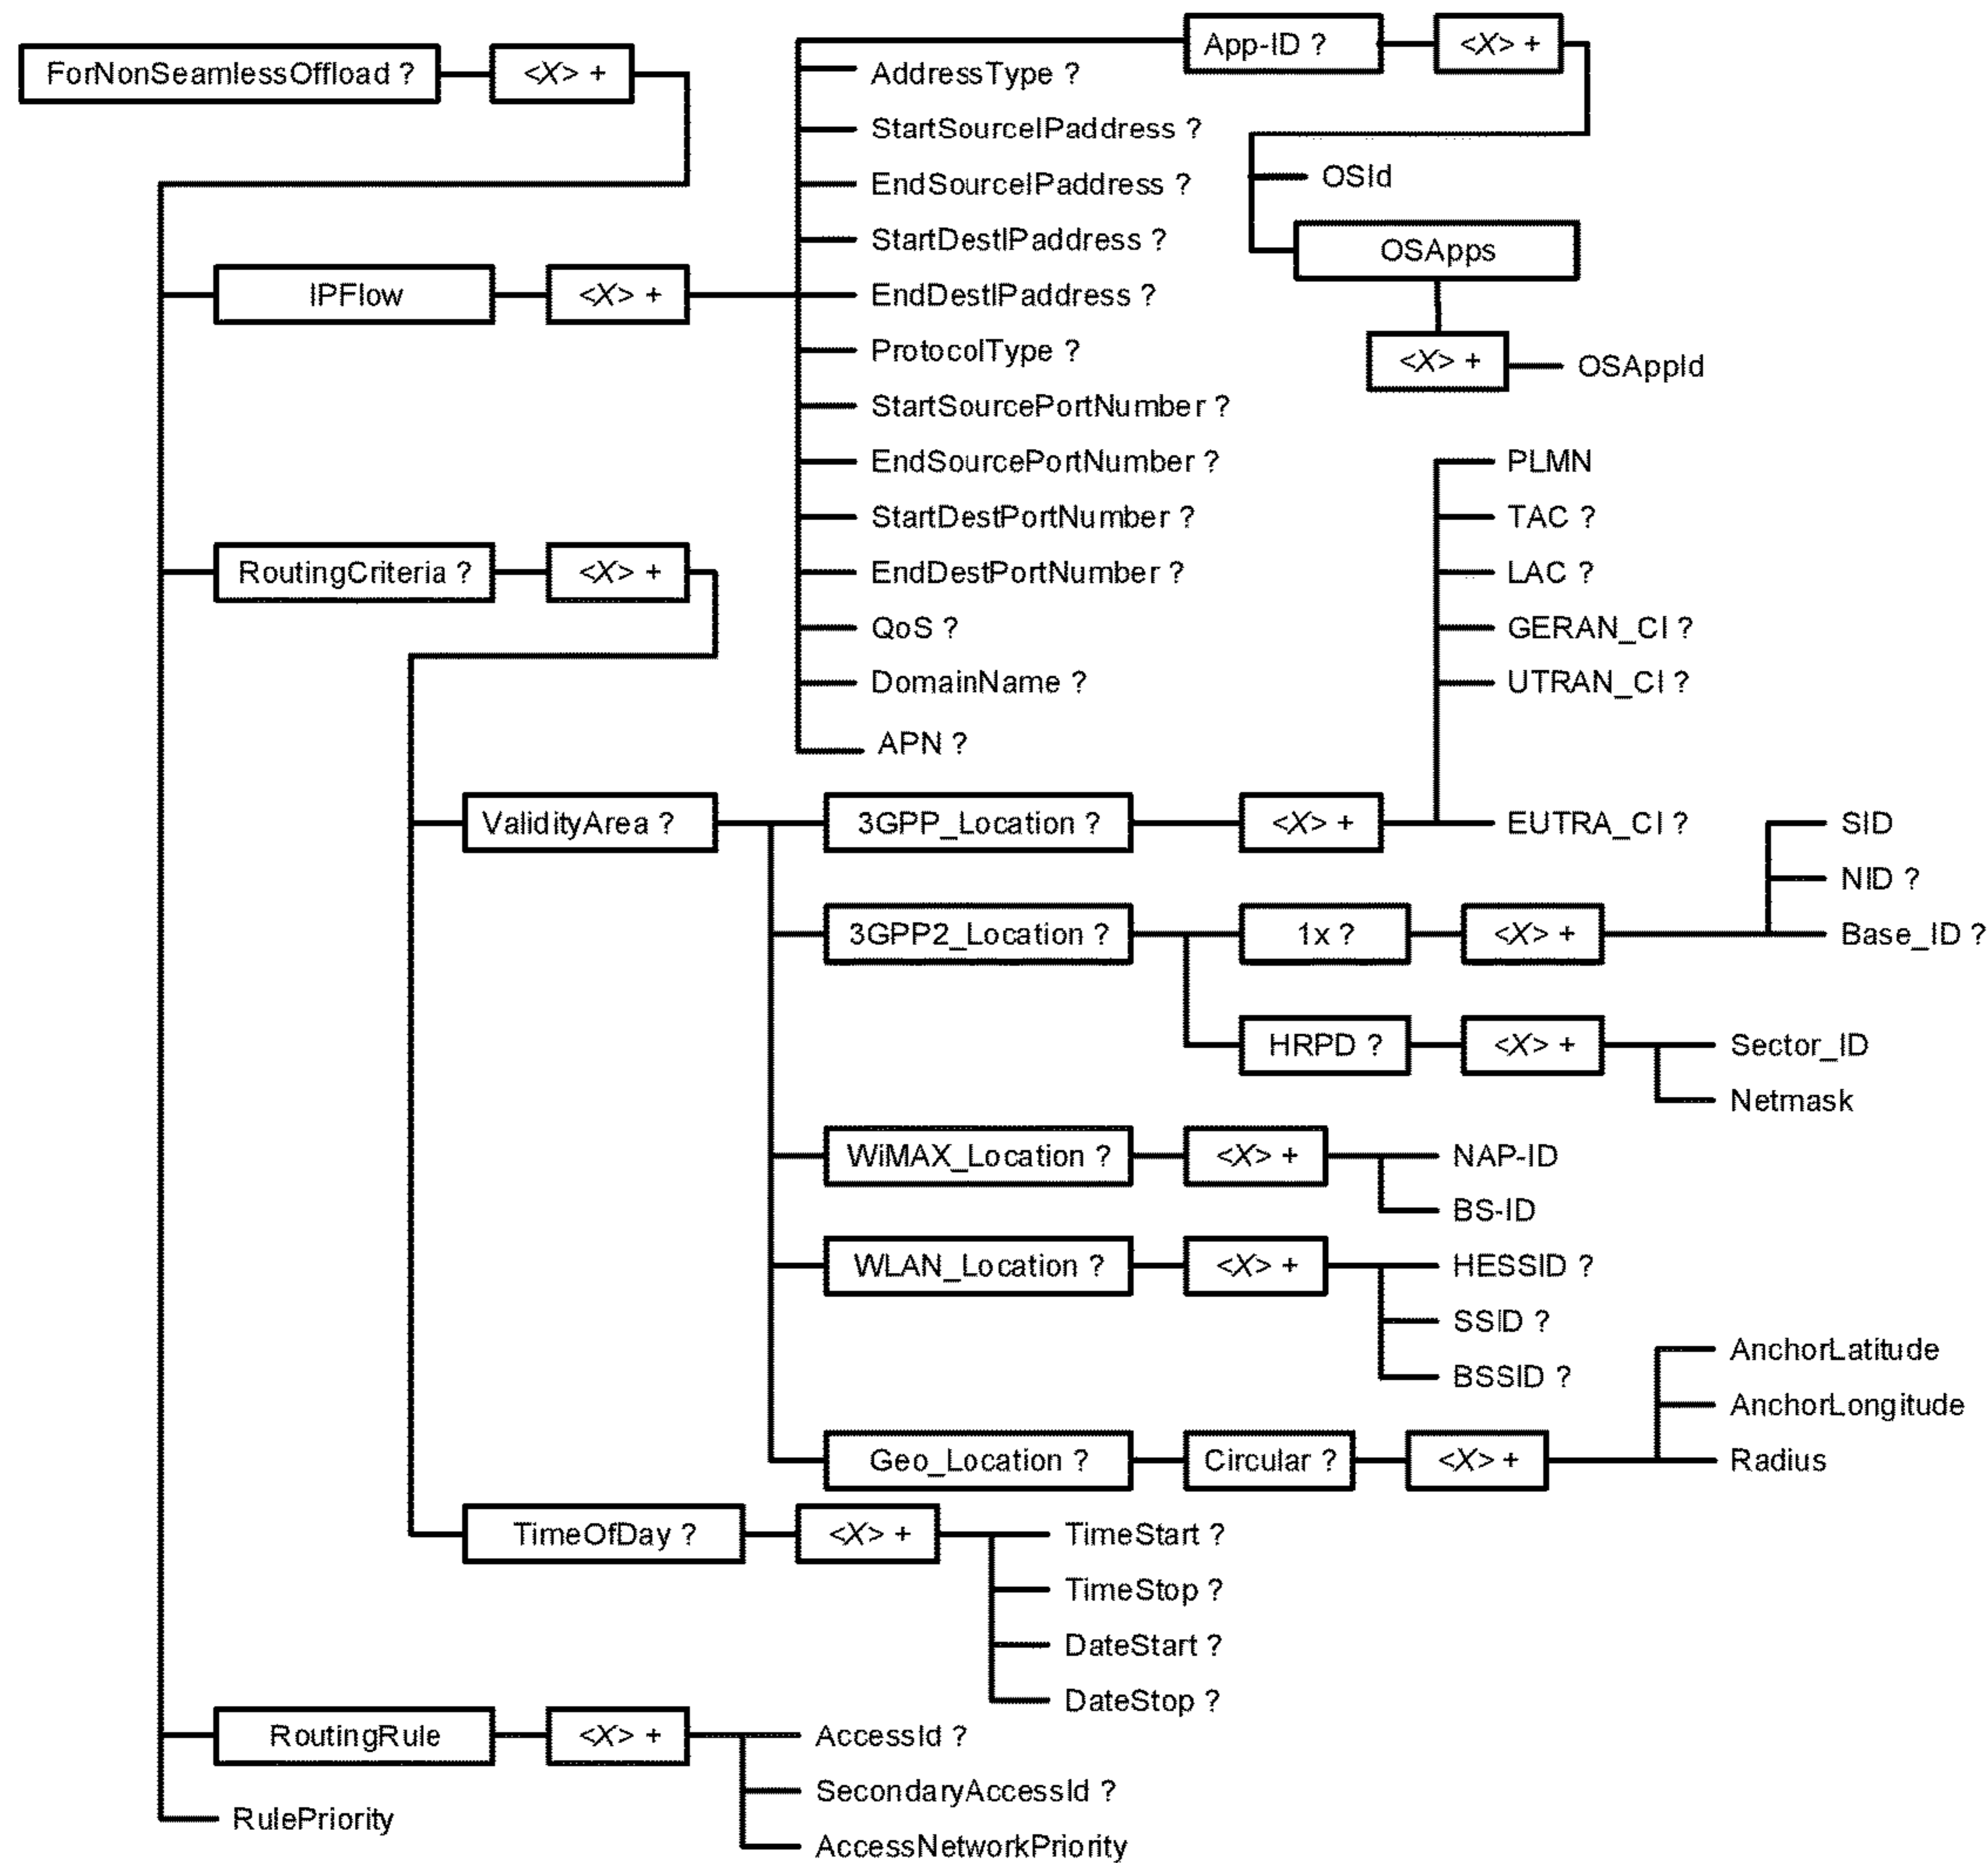 ForNonSeamlessOffload ?
<X> +
App-ID ?
<X> +
OSId
OSApps
<X> +
OSAppId
IPFlow
<X> +
AddressType ?
StartSourceIPaddress ?
EndSourceIPaddress ?
StartDestIPaddress ?
EndDestIPaddress ?
ProtocolType ?
StartSourcePortNumber ?
EndSourcePortNumber ?
StartDestPortNumber ?
EndDestPortNumber ?
QoS ?
DomainName ?
APN ?
RoutingCriteria ?
<X> +
ValidityArea ?
3GPP_Location ?
<X> +
PLMN
TAC ?
LAC ?
GERAN_CI ?
UTRAN_CI ?
EUTRA_CI ?
3GPP2_Location ?
1x ?
<X> +
SID
NID ?
Base_ID ?
HRPD ?
<X> +
Sector_ID
Netmask
WiMAX_Location ?
<X> +
NAP-ID
BS-ID
WLAN_Location ?
<X> +
HESSID ?
SSID ?
BSSID ?
Geo_Location ?
Circular ?
<X> +
AnchorLatitude
AnchorLongitude
Radius
TimeOfDay ?
<X> +
TimeStart ?
TimeStop ?
DateStart ?
DateStop ?
RoutingRule
<X> +
AccessId ?
SecondaryAccessId ?
AccessNetworkPriority
RulePriority